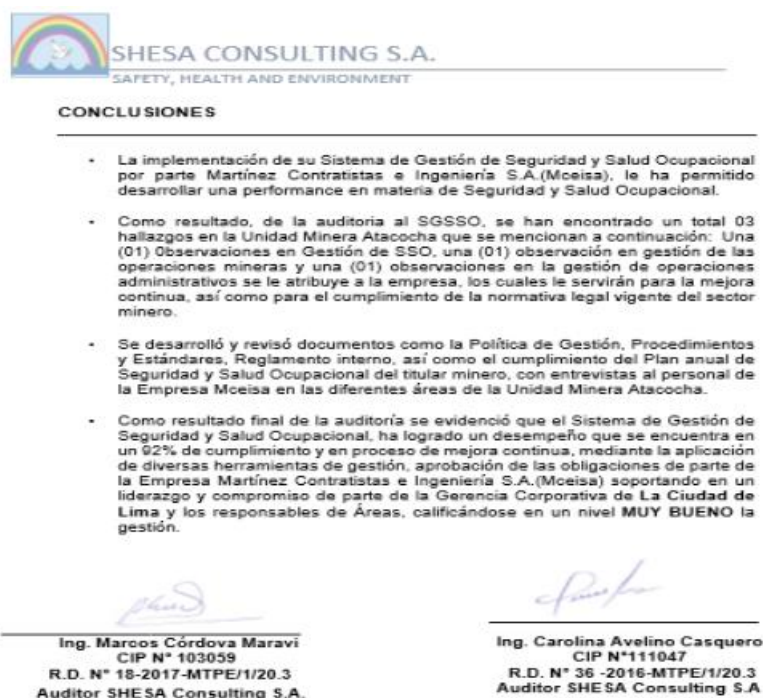 SHESA CONSULTING S.A.
SAFETY, HEALTH AND ENVIRONMENT
CONCLUSIONES
- La implementación de su Sistema de Gestión de Seguridad y Salud Ocupacional
por parte Martínez Contratistas e Ingeniería S.A.(Mceisa), le ha permitido
desarrollar una performance en materia de Seguridad y Salud Ocupacional.
- Como resultado, de la auditoria al SGSSO, se han encontrado un total 03
hallazgos en la Unidad Minera Atacocha que se mencionan a continuación: Una
(01) 0bservaciones en Gestión de SSO, una (01) observación en gestión de las
operaciones mineras y una (01) observaciones en la gestión de operaciones
administrativos se le atribuye a la empresa, los cuales le servirán para la mejora
continua, así como para el cumplimiento de la normativa legal vigente del sector
minero.
- Se desarrolló y revisó documentos como la Política de Gestión, Procedimientos
y Estándares, Reglamento interno, así como el cumplimiento del Plan anual de
Seguridad y Salud Ocupacional del titular minero, con entrevistas al personal de
la Empresa Mceisa en las diferentes áreas de la Unidad Minera Atacocha.
- Como resultado final de la auditoría se evidenció que el Sistema de Gestión de
Seguridad y Salud Ocupacional, ha logrado un desempeño que se encuentra en
un 92% de cumplimiento y en proceso de mejora continua, mediante la aplicación
de diversas herramientas de gestión, aprobación de las obligaciones de parte de
la Empresa Martínez Contratistas e Ingeniería S.A.(Mceisa) soportando en un
liderazgo y compromiso de parte de la Gerencia Corporativa de La Ciudad de
Lima y los responsables de Áreas, calificándose en un nivel MUY BUENO la
gestión.
Ing. Marcos Córdova Maravi
CIP N° 103059
R.D. N° 18-2017-MTPE/1/20.3
Auditor SHESA Consulting S.A.
Ing. Carolina Avelino Casquero
CIP N°111047
R.D. N° 36 -2016-MTPE/1/20.3
Auditor SHESA Consulting S.A